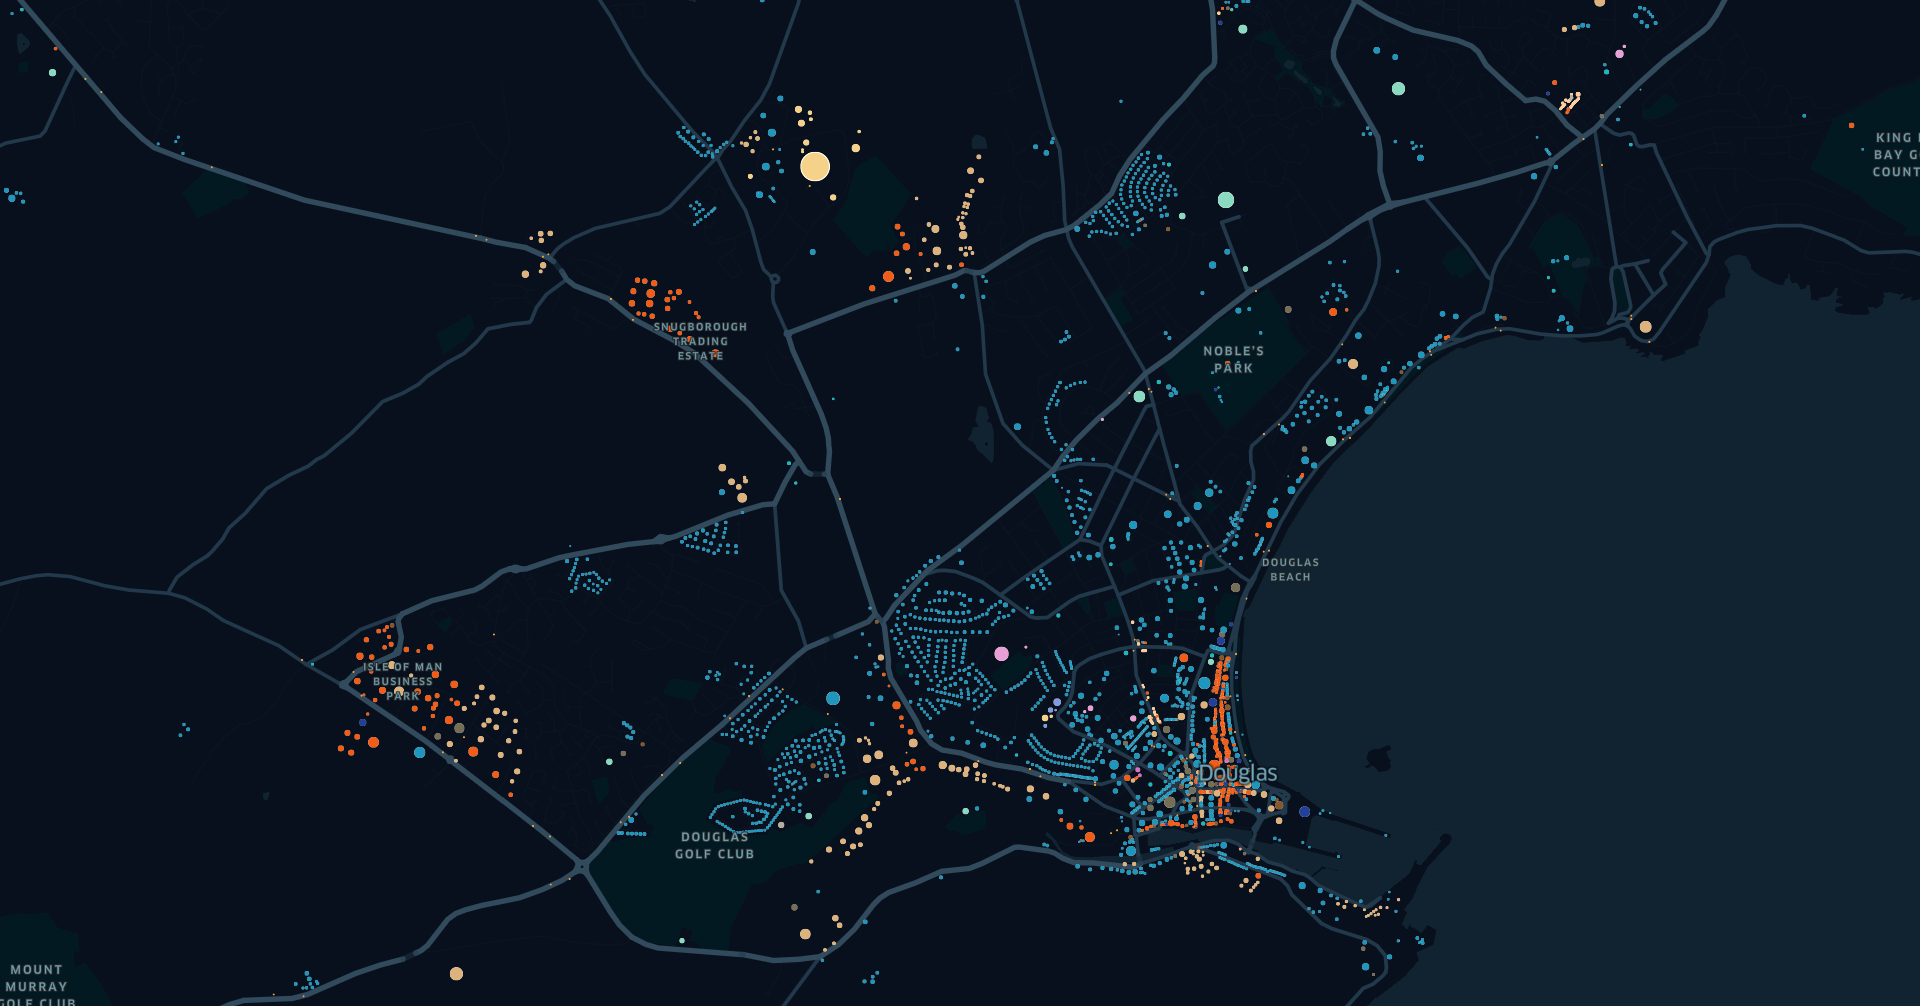 KING
BAY G
COUNT
SNUGBOROUGH
TRADING
ESTATE
NOBLE'S
PARK
DOUGLAS
BEACH
ISLE OF MAN
BUSINESS
PARK
Douglas
DOUGLAS
GOLF CLUB
MOUNT
MURRAY
GOLF CLUB